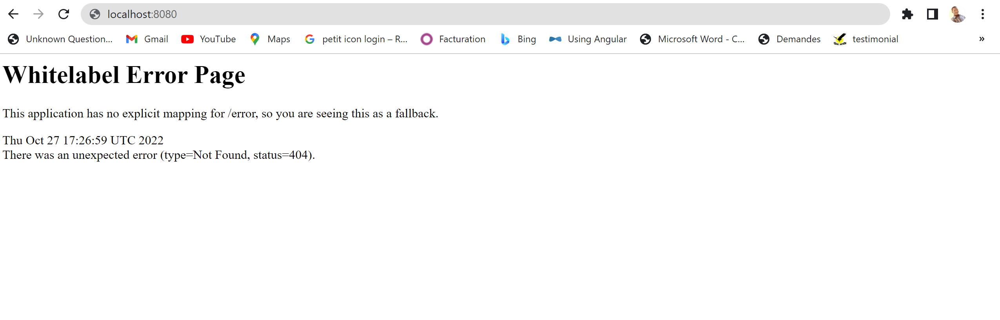 localhost:8080
Unknown Question... Gmail YouTube Maps petit icon login – R... Facturation Bing Using Angular Microsoft Word - C... Demandes testimonial »
Whitelabel Error Page
This application has no explicit mapping for /error, so you are seeing this as a fallback.
Thu Oct 27 17:26:59 UTC 2022
There was an unexpected error (type=Not Found, status=404).